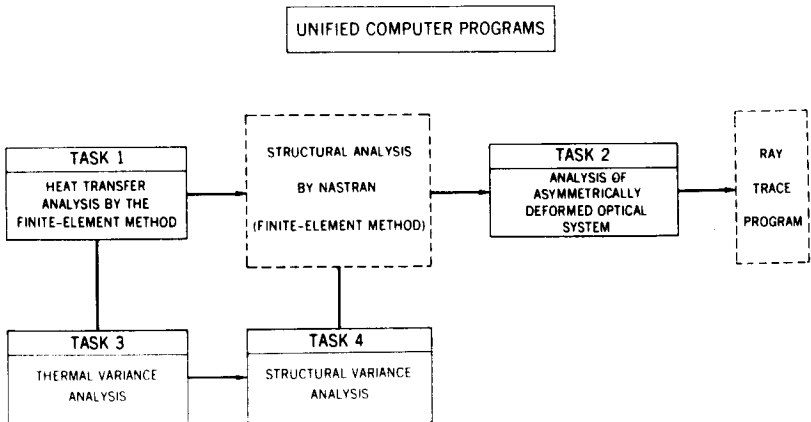 UNIFIED COMPUTER PROGRAMS
TASK 1
HEAT TRANSFER
ANALYSIS BY THE
FINITE-ELEMENT METHOD
STRUCTURAL ANALYSIS
BY NASTRAN
(FINITE-ELEMENT METHOD)
TASK 2
ANALYSIS OF
ASYMMETRICALLY
DEFORMED OPTICAL
SYSTEM
RAY
TRACE
PROGRAM
TASK 3
THERMAL VARIANCE
ANALYSIS
TASK 4
STRUCTURAL VARIANCE
ANALYSIS